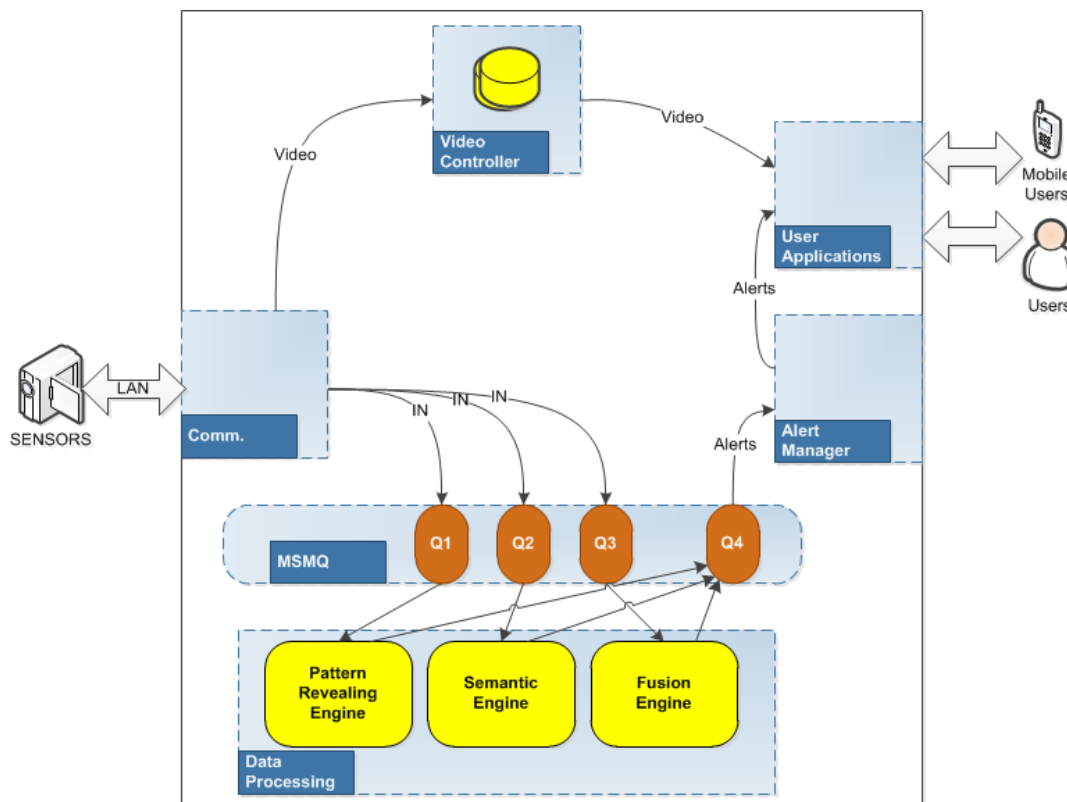 Video
Controller
Video
Video
Mobile
Users
User
Applications
Users
Alerts
SENSORS
LAN
Comm.
IN
IN
IN
Alert
Manager
Alerts
MSMQ
Q1
Q2
Q3
Q4
Pattern
Revealing
Engine
Semantic
Engine
Fusion
Engine
Data
Processing